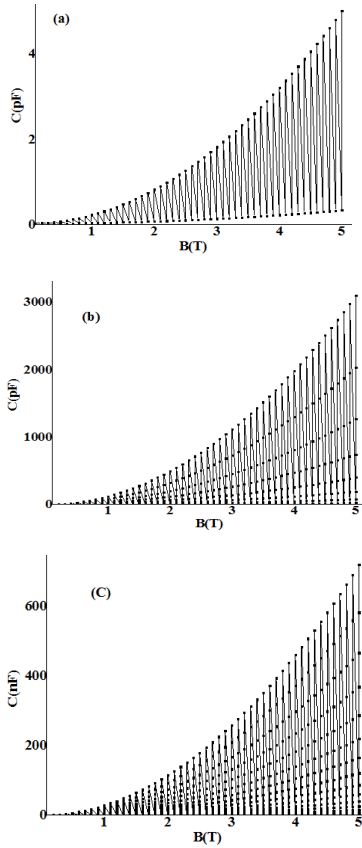 (a)
C(pF)
4
2
0
1 2 3 4 5
B(T)
(b)
C(pF)
3000
2000
1000
0
1 2 3 4 5
B(T)
(C)
C(nF)
600
400
200
0
1 2 3 4 5
B(T)